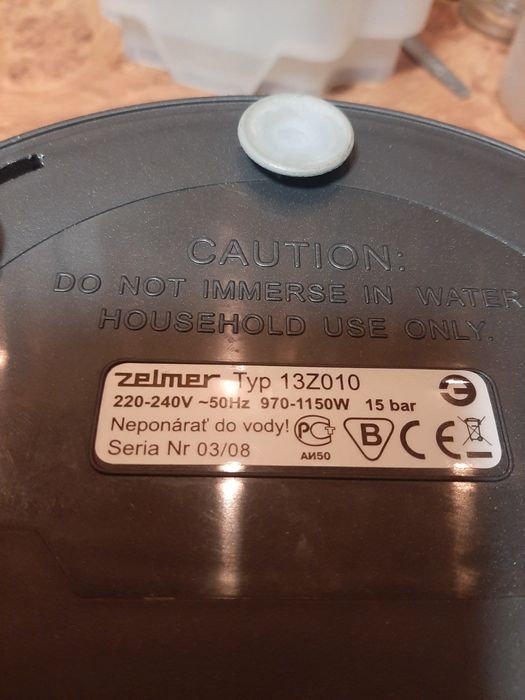 CAUTION:
DO NOT IMMERSE IN WATER
HOUSEHOLD USE ONLY.
zelmer Typ 13Z010
220-240V ~50Hz 970-1150W 15 bar
Neponárať do vody!
Seria Nr 03/08
АИ50
B
CE